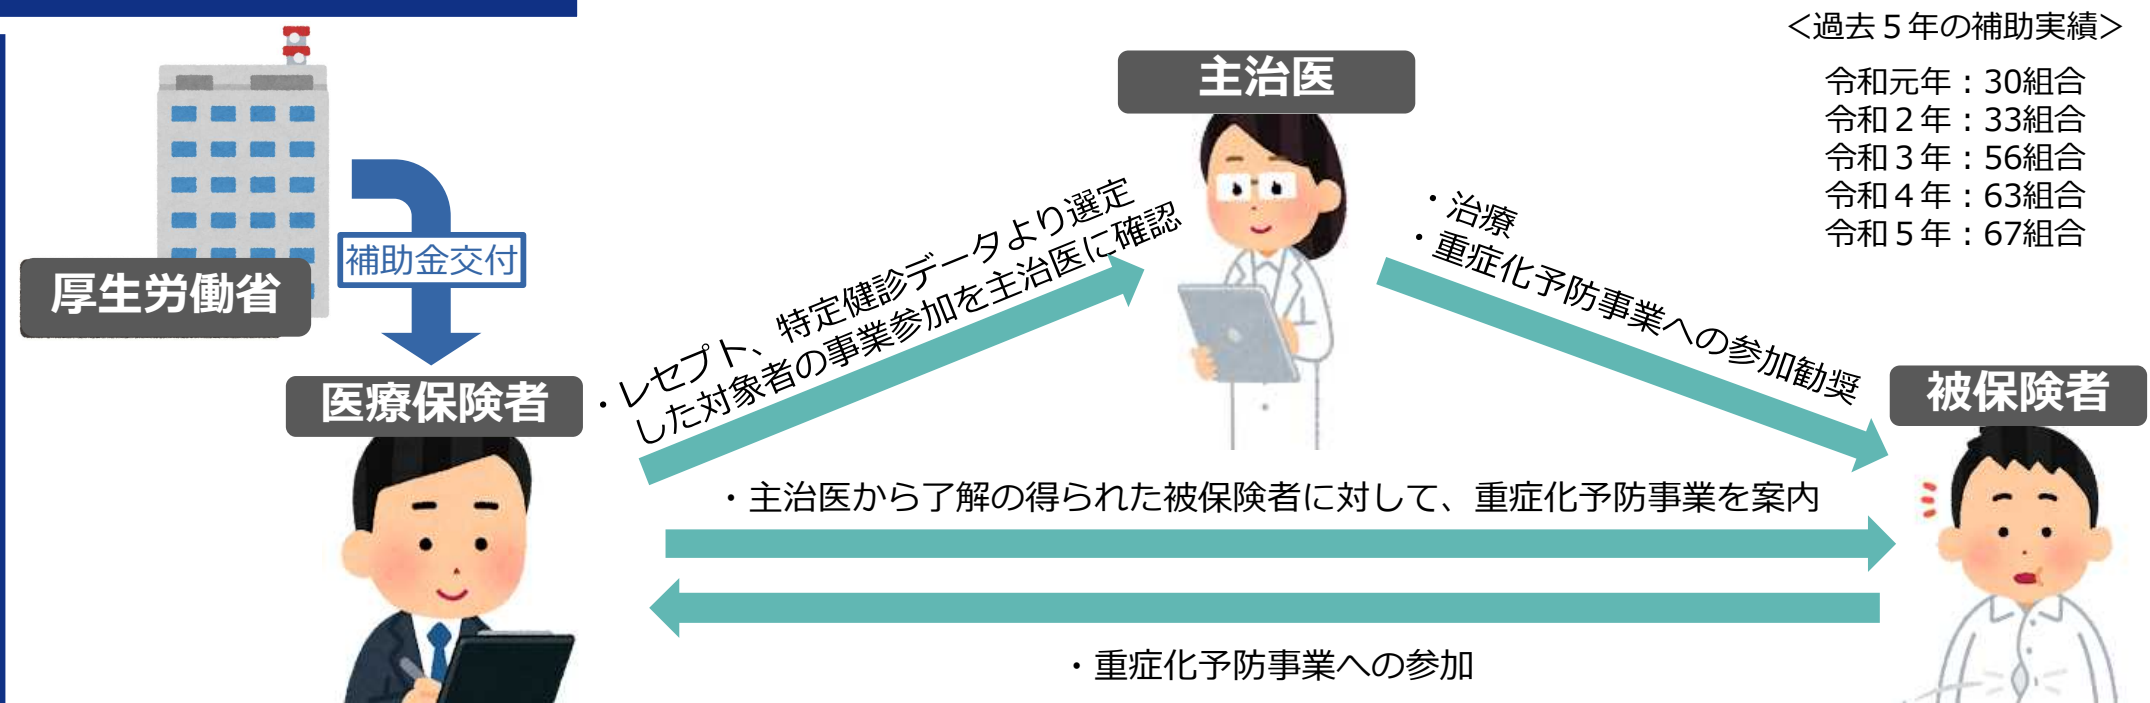 ＜過去５年の補助実績＞
令和元年：30組合
令和２年：33組合
令和３年：56組合
令和４年：63組合
令和５年：67組合
主治医
厚生労働省
補助金交付
医療保険者
・レセプト、特定健診データより選定
した対象者の事業参加を主治医に確認
・治療
・重症化予防事業への参加勧奨
被保険者
・主治医から了解の得られた被保険者に対して、重症化予防事業を案内
・重症化予防事業への参加